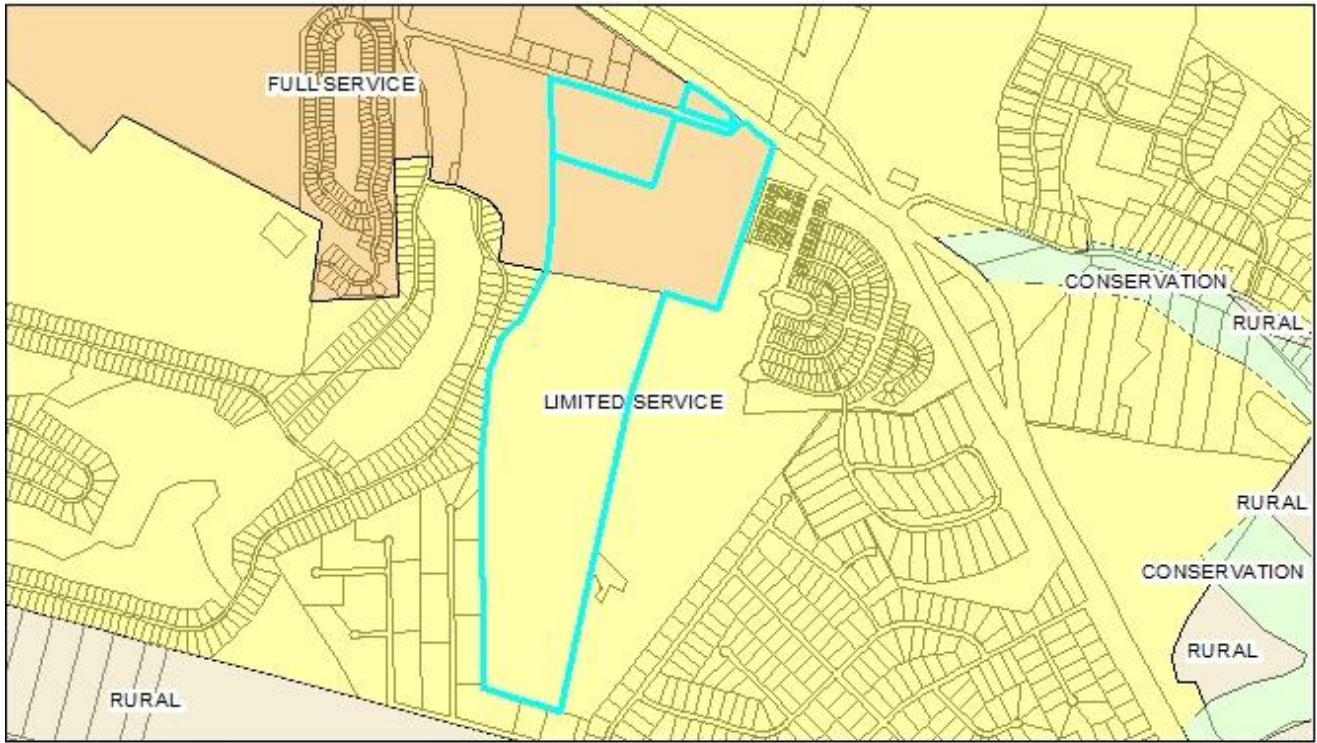 FULL SERVICE
CONSERVATION
RURAL
LIMITED SERVICE
RURAL
CONSERVATION
RURAL
RURAL